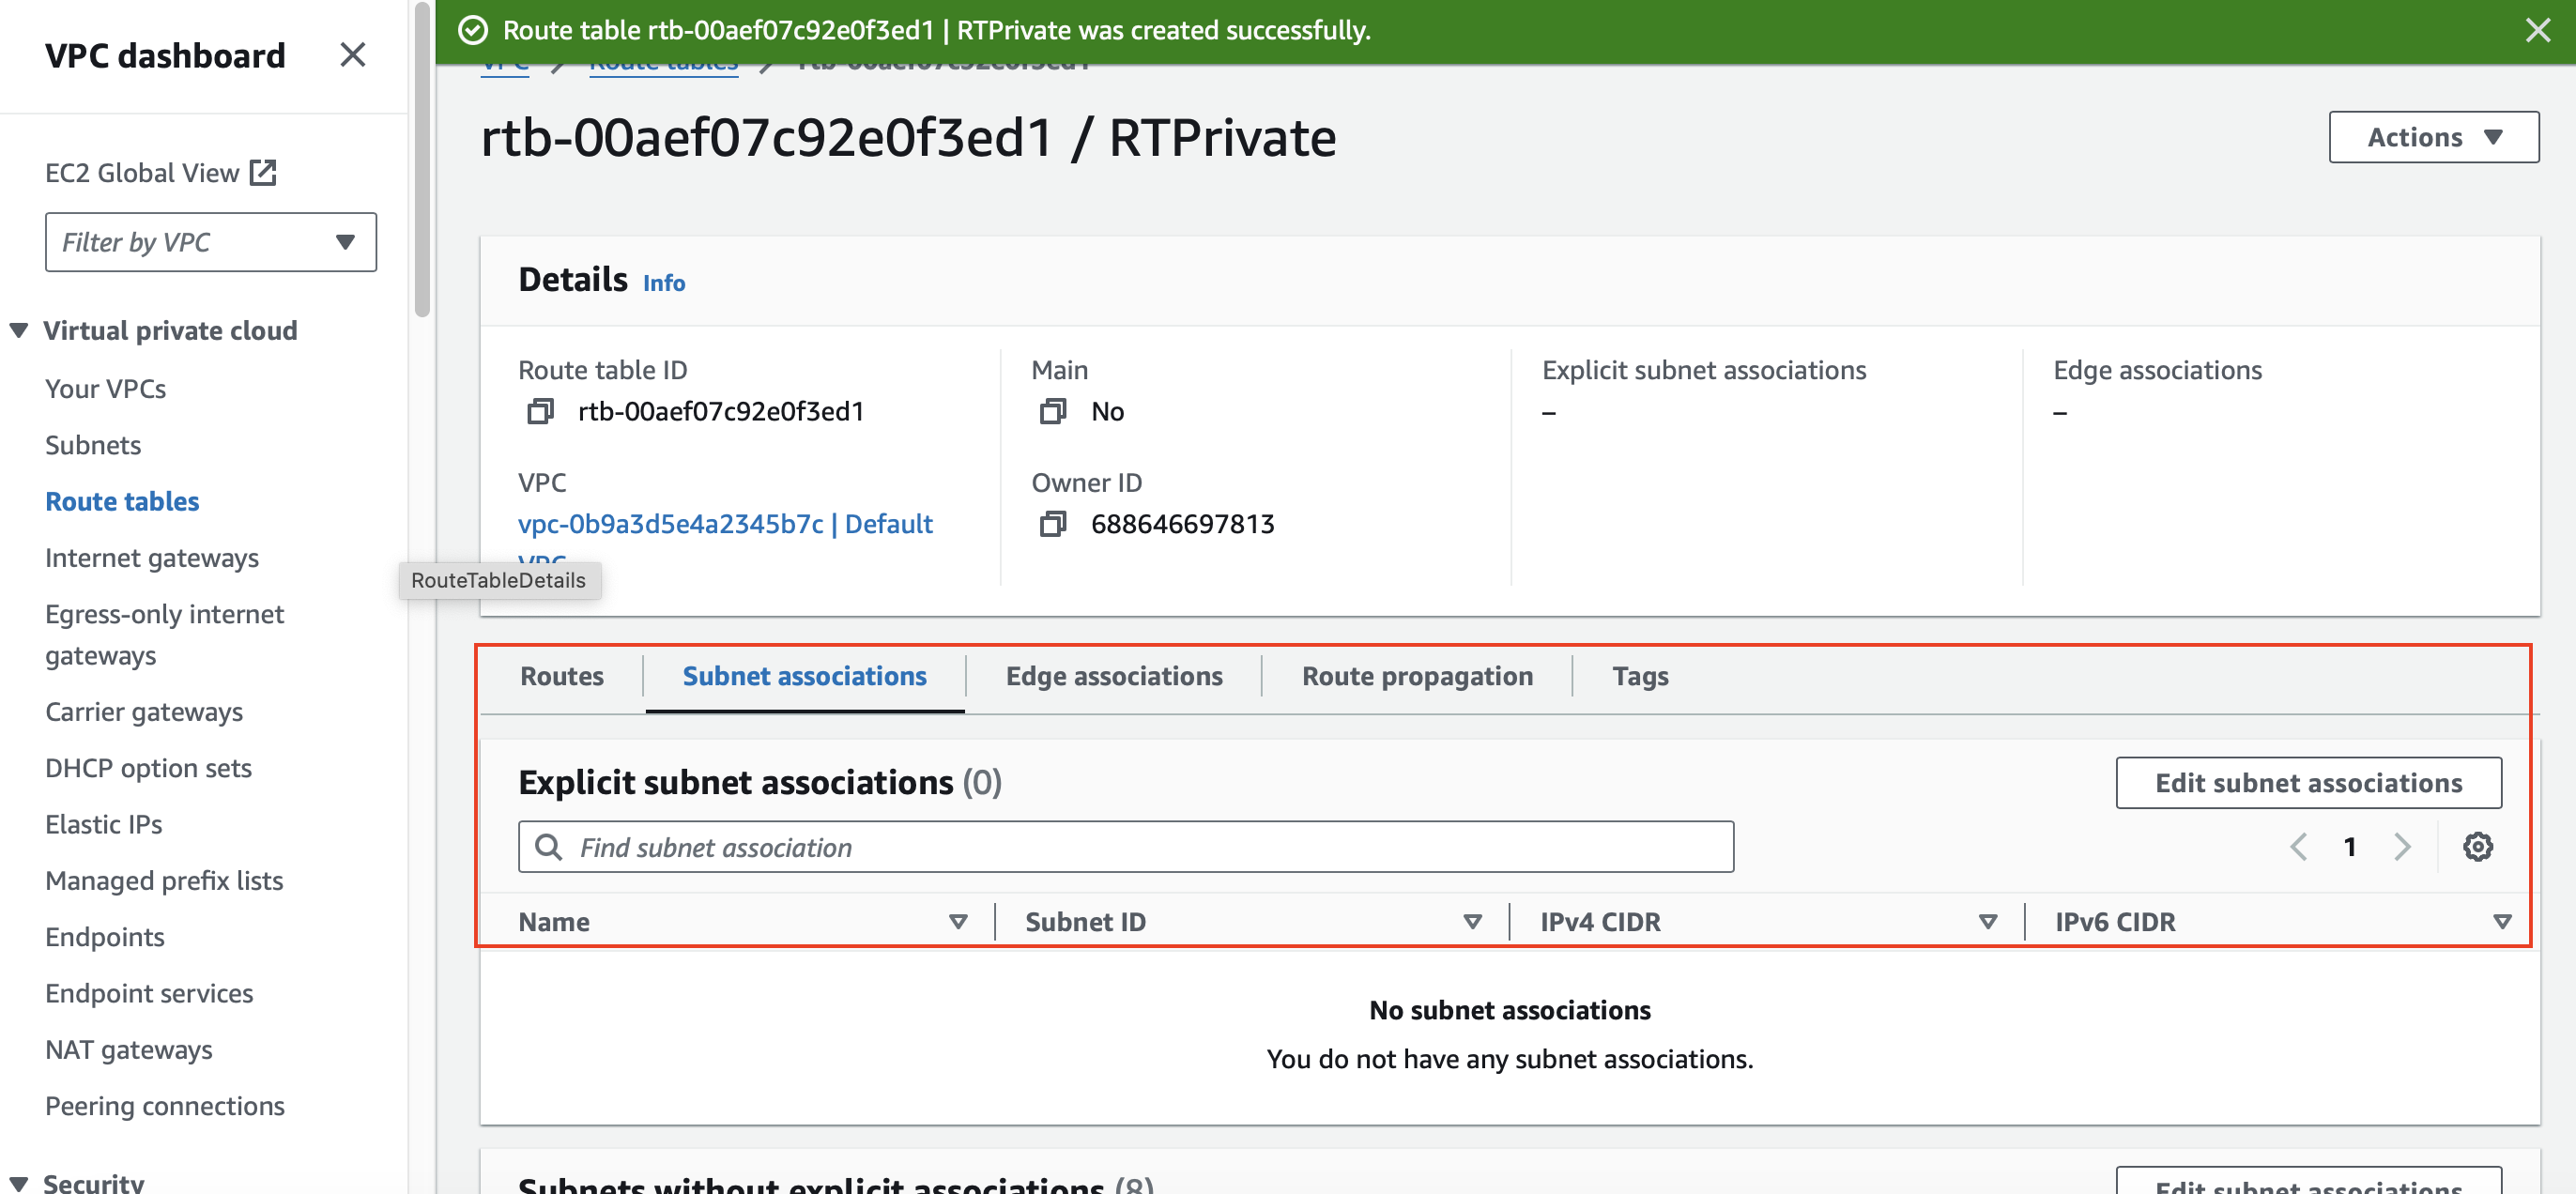 VPC dashboard
EC2 Global View
Filter by VPC
Virtual private cloud
Your VPCs
Subnets
Route tables
Internet gateways
Egress-only internet
gateways
Carrier gateways
DHCP option sets
Elastic IPs
Managed prefix lists
Endpoints
Endpoint services
NAT gateways
Peering connections
Security
Route table rtb-00aef07c92e0f3ed1 | RTPrivate was created successfully.
VPC Route tables rtb-00aef07c92e0f3ed1
rtb-00aef07c92e0f3ed1 / RTPrivate
Actions
Details Info
Route table ID
rtb-00aef07c92e0f3ed1
Main
No
Explicit subnet associations
–
Edge associations
–
VPC
vpc-0b9a3d5e4a2345b7c | Default
VPC
Owner ID
688646697813
RouteTableDetails
Routes Subnet associations Edge associations Route propagation Tags
Explicit subnet associations (0)
Edit subnet associations
Find subnet association
1
Name Subnet ID IPv4 CIDR IPv6 CIDR
No subnet associations
You do not have any subnet associations.
Subnets without explicit associations (8)
Edit subnet associations